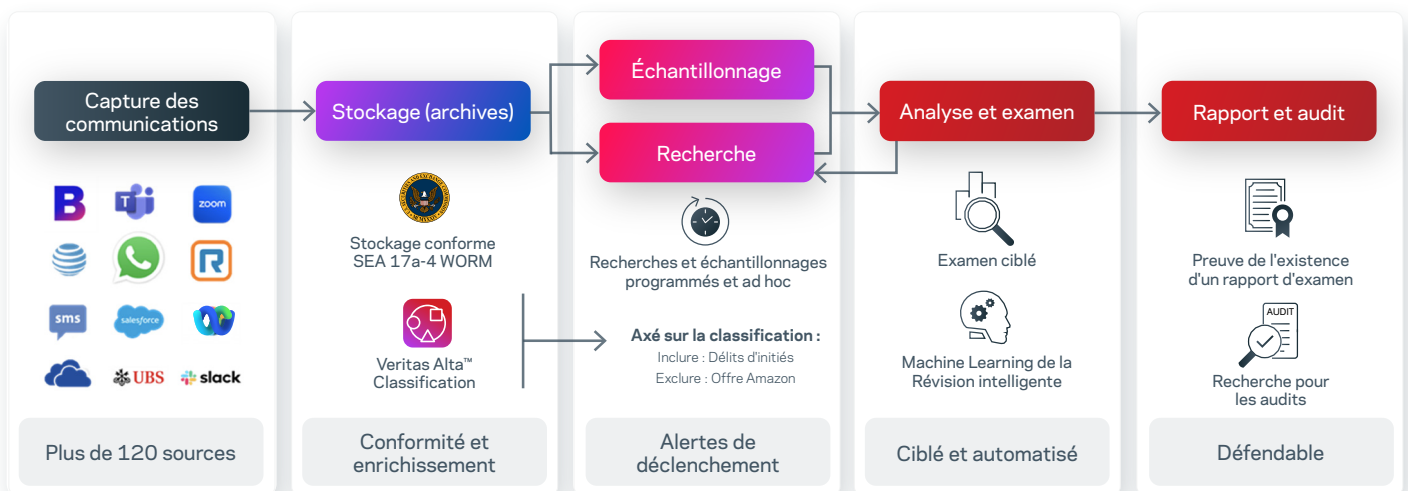 Capture des
communications
B
T
zoom
R
sms
salesforce
UBS
slack
Plus de 120 sources
Stockage (archives)
Stockage conforme
SEA 17a-4 WORM
Veritas Alta™
Classification
Conformité et
enrichissement
Échantillonnage
Recherche
Recherches et échantillonnages
programmés et ad hoc
Axé sur la classification :
Inclure : Délits d'initiés
Exclure : Offre Amazon
Alertes de
déclenchement
Analyse et examen
Examen ciblé
Machine Learning de la
Révision intelligente
Ciblé et automatisé
Rapport et audit
Preuve de l'existence
d'un rapport d'examen
AUDIT
Recherche pour
les audits
Défendable